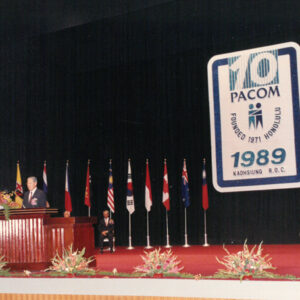 10
PACOM
FOUNDED 1971 HONOLULU
1989
KAOHSIUNG R.O.C.